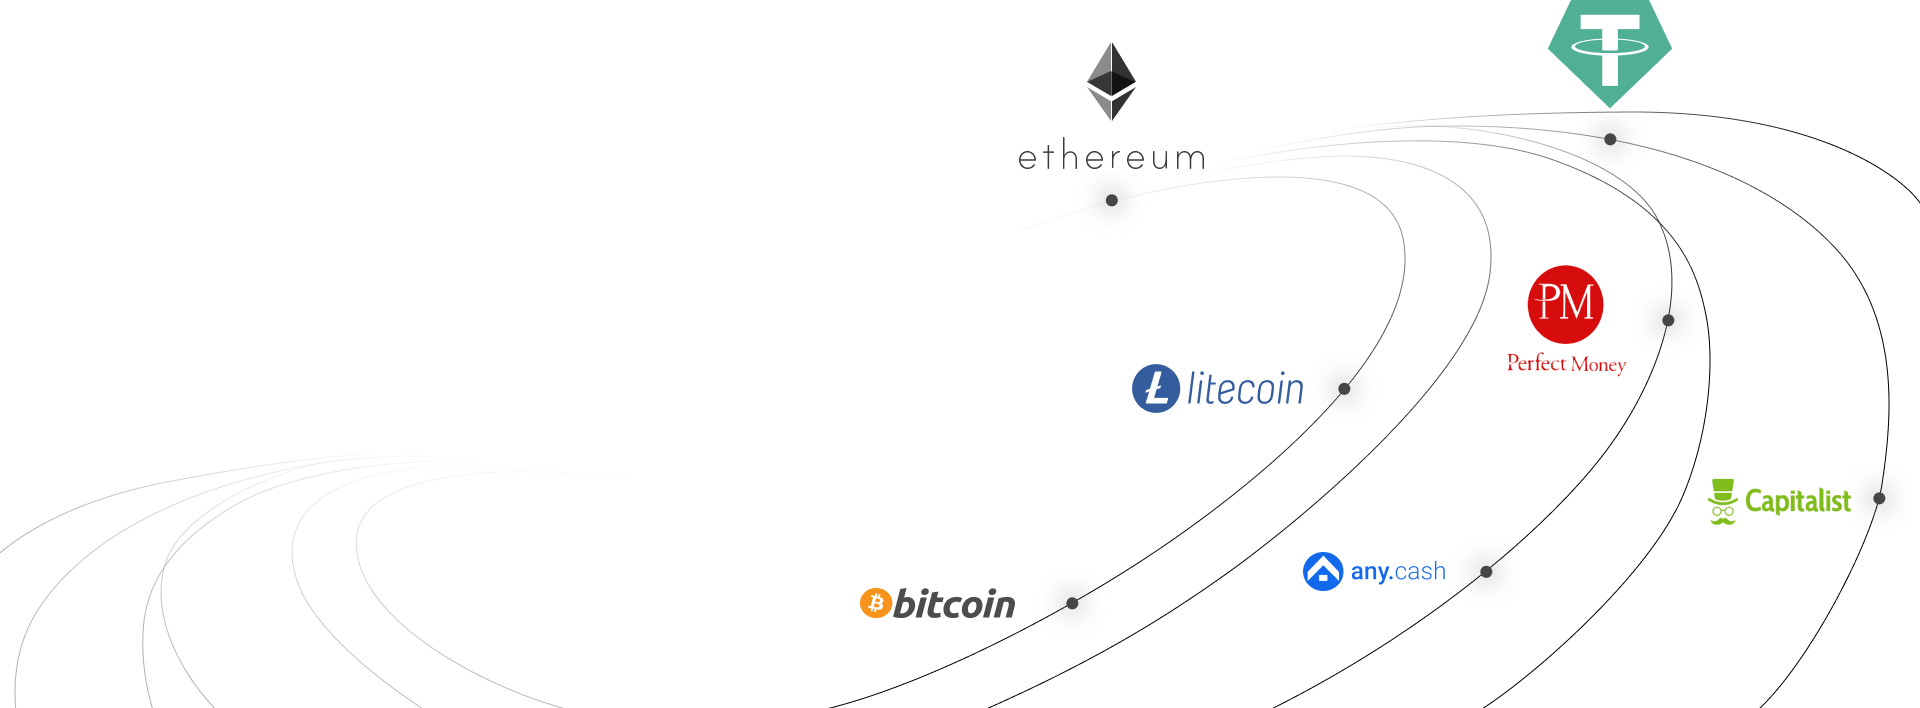 T
ethereum
PM
Perfect Money
Ł litecoin
Capitalist
any.cash
₿ bitcoin